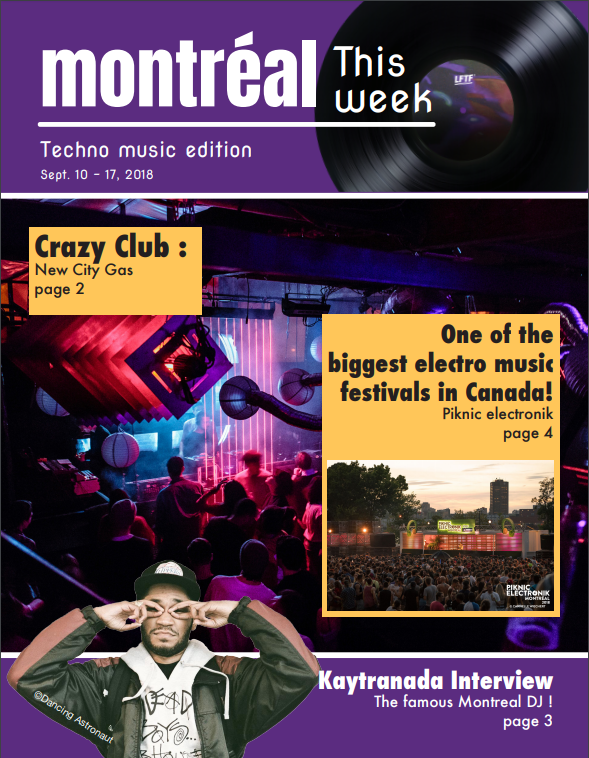 montréal
This
week
LFTF
Techno music edition
Sept. 10 - 17, 2018
Crazy Club :
New City Gas
page 2
One of the
biggest electro music
festivals in Canada!
Piknic electronik
page 4
PIKNIC
ELECTRONIK
MONTRÉAL
Kaytranada Interview
The famous Montreal DJ !
page 3
©Dancing Astronaut